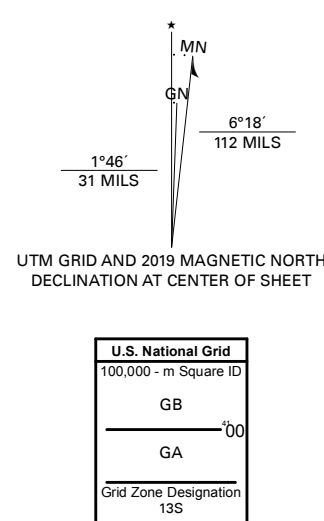 ★
MN
GN
6°18´
112 MILS
1°46´
31 MILS
UTM GRID AND 2019 MAGNETIC NORTH
DECLINATION AT CENTER OF SHEET
U.S. National Grid
100,000 - m Square ID
GB
⁴¹00
GA
Grid Zone Designation
13S